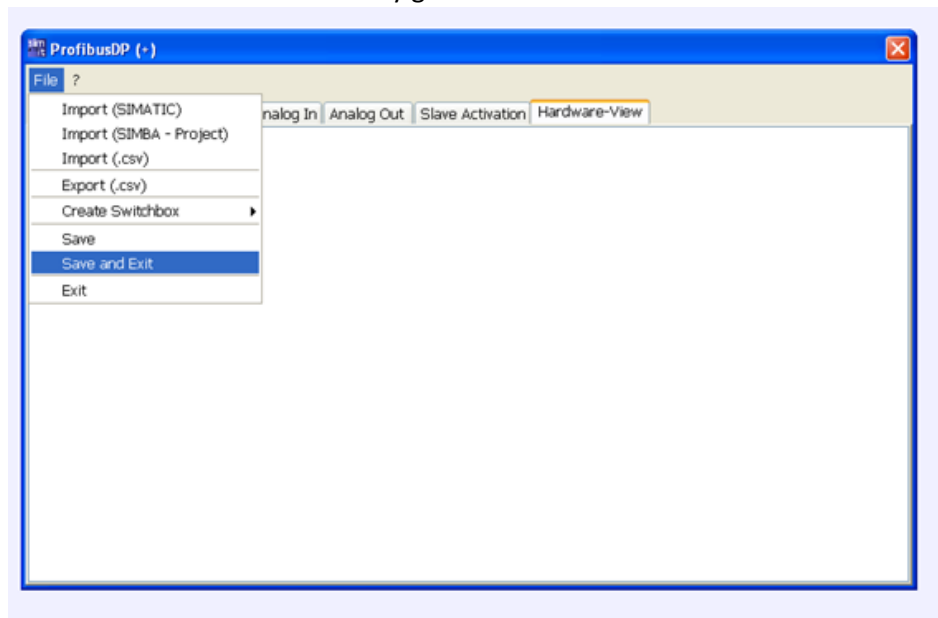 ProfibusDP (+)
File ?
Import (SIMATIC)
Import (SIMBA - Project)
Import (.csv)
Export (.csv)
Create Switchbox
Save
Save and Exit
Exit
In Analog Out Slave Activation Hardware-View